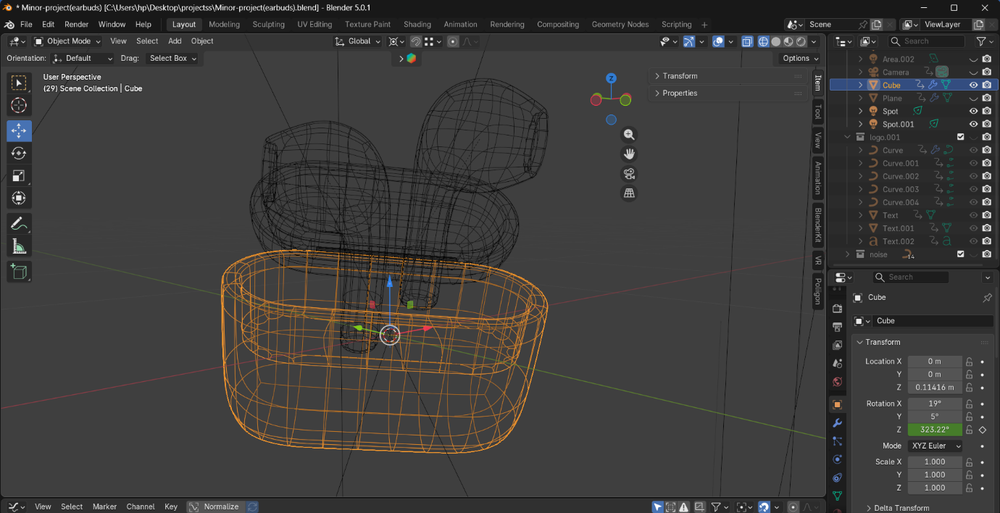 * Minor-project(earbuds) [C:\Users\hp\Desktop\projectss\Minor-project(earbuds).blend] - Blender 5.0.1
File Edit Render Window Help Layout Modeling Sculpting UV Editing Texture Paint Shading Animation Rendering Compositing Geometry Nodes Scripting + Scene ViewLayer
Object Mode View Select Add Object Global Search
Orientation: Default Drag: Select Box Options
User Perspective
(29) Scene Collection | Cube
Z
Transform
Properties
Item
Tool
View
Animation
BlenderKit
VR
Poliigon
Area.002
Camera
Cube
Plane
Spot
Spot.001
logo.001
Curve
Curve.001
Curve.002
Curve.003
Curve.004
Text
Text.001
Text.002
noise 14
Search
Cube
Cube
Transform
Location X 0 m
Y 0 m
Z 0.11416 m
Rotation X 19°
Y 5°
Z 323.22°
Mode XYZ Euler
Scale X 1.000
Y 1.000
Z 1.000
Delta Transform
View Select Marker Channel Key Normalize